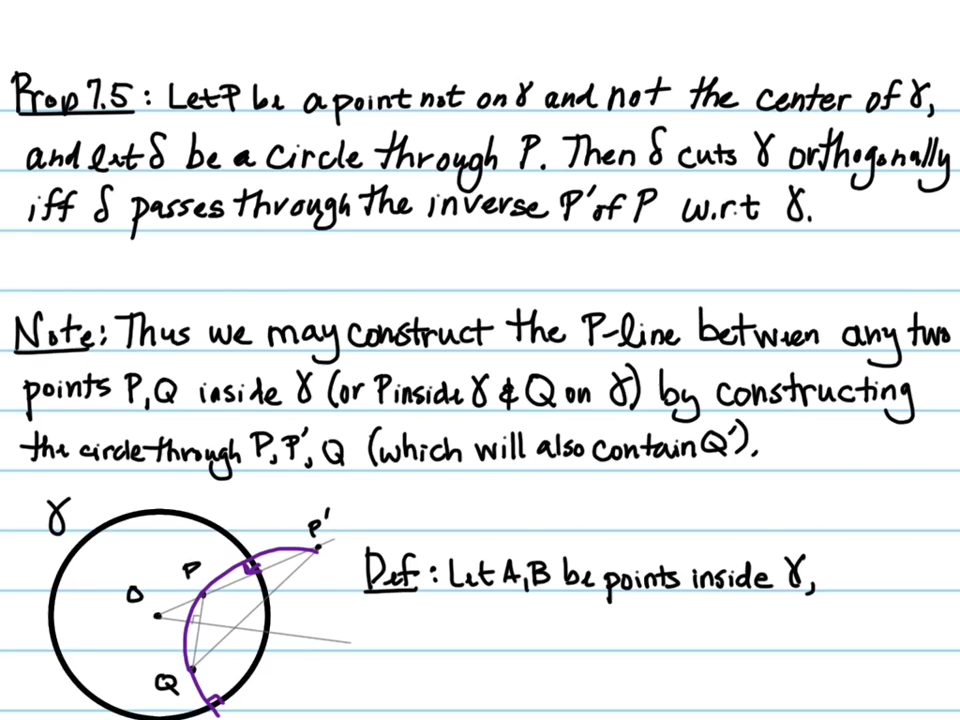 Prop 7.5: Let P be a point not on γ and not the center of γ,
and let δ be a circle through P. Then δ cuts γ orthogonally
iff δ passes through the inverse P' of P w.r.t γ.
Note: Thus we may construct the P-line between any two
points P,Q inside γ (or P inside γ & Q on γ) by constructing
the circle through P, P', Q (which will also contain Q').
γ
P'
P
O
Q
Def: Let A,B be points inside γ,